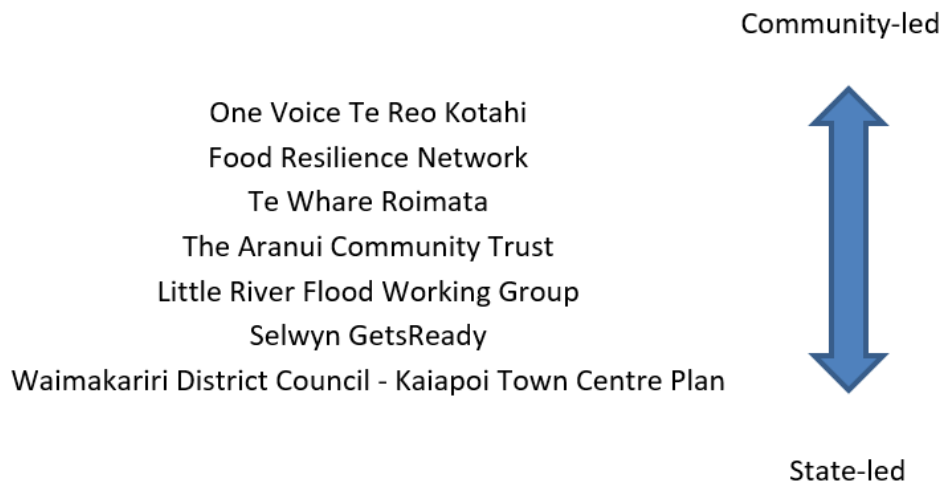 Community-led
One Voice Te Reo Kotahi
Food Resilience Network
Te Whare Roimata
The Aranui Community Trust
Little River Flood Working Group
Selwyn GetsReady
Waimakariri District Council - Kaiapoi Town Centre Plan
State-led